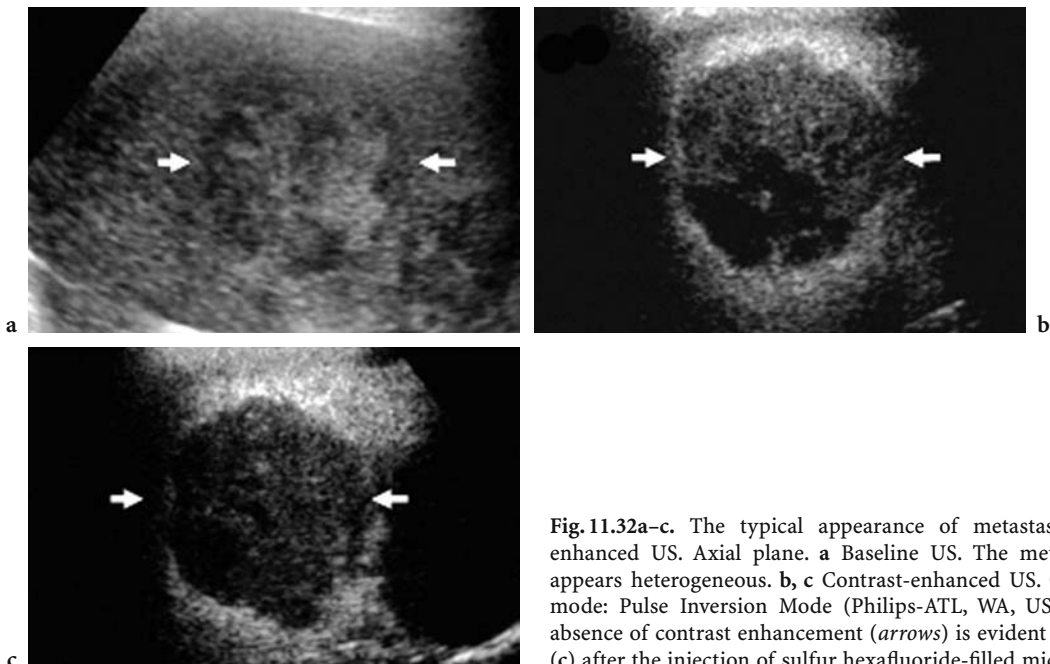 a
b
c
Fig. 11.32a–c. The typical appearance of metastas
enhanced US. Axial plane. a Baseline US. The met
appears heterogeneous. b, c Contrast-enhanced US.
mode: Pulse Inversion Mode (Philips-ATL, WA, US
absence of contrast enhancement (arrows) is evident
(c) after the injection of sulfur hexafluoride-filled mic